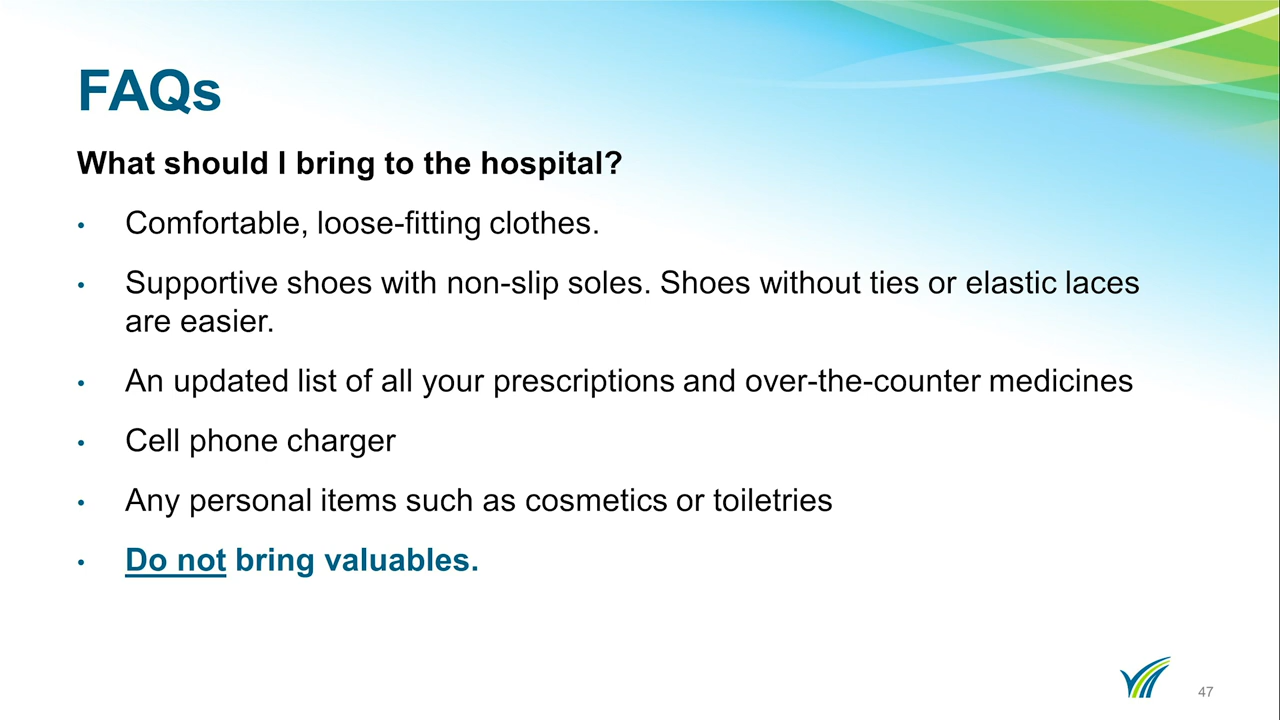 FAQs
What should I bring to the hospital?
• Comfortable, loose-fitting clothes.
• Supportive shoes with non-slip soles. Shoes without ties or elastic laces
are easier.
• An updated list of all your prescriptions and over-the-counter medicines
• Cell phone charger
• Any personal items such as cosmetics or toiletries
• Do not bring valuables.
47